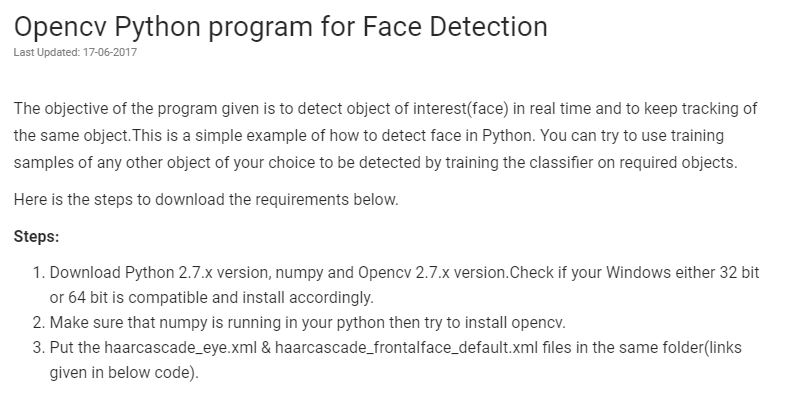 Opencv Python program for Face Detection
Last Updated: 17-06-2017
The objective of the program given is to detect object of interest(face) in real time and to keep tracking of
the same object.This is a simple example of how to detect face in Python. You can try to use training
samples of any other object of your choice to be detected by training the classifier on required objects.
Here is the steps to download the requirements below.
Steps:
1. Download Python 2.7.x version, numpy and Opencv 2.7.x version.Check if your Windows either 32 bit
or 64 bit is compatible and install accordingly.
2. Make sure that numpy is running in your python then try to install opencv.
3. Put the haarcascade_eye.xml & haarcascade_frontalface_default.xml files in the same folder(links
given in below code).